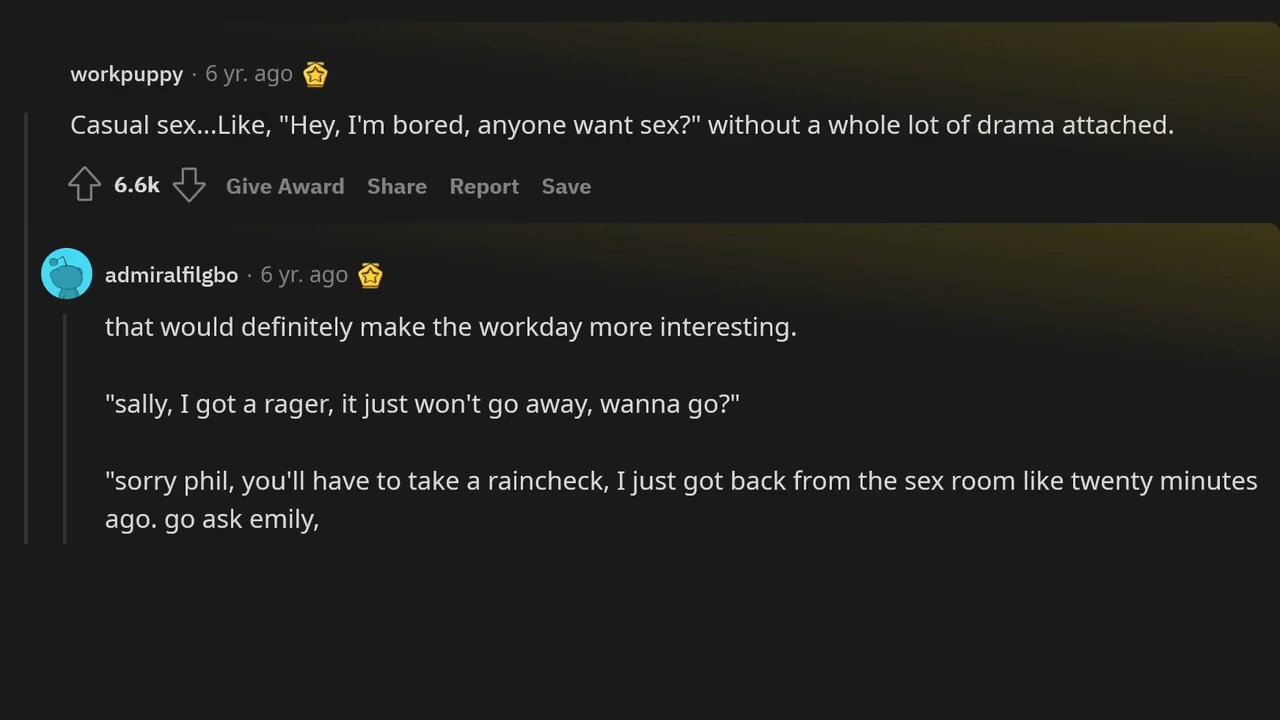 workpuppy · 6 yr. ago
Casual sex...Like, "Hey, I'm bored, anyone want sex?" without a whole lot of drama attached.
6.6k Give Award Share Report Save
admiralfilgbo · 6 yr. ago
that would definitely make the workday more interesting.
"sally, I got a rager, it just won't go away, wanna go?"
"sorry phil, you'll have to take a raincheck, I just got back from the sex room like twenty minutes
ago. go ask emily,